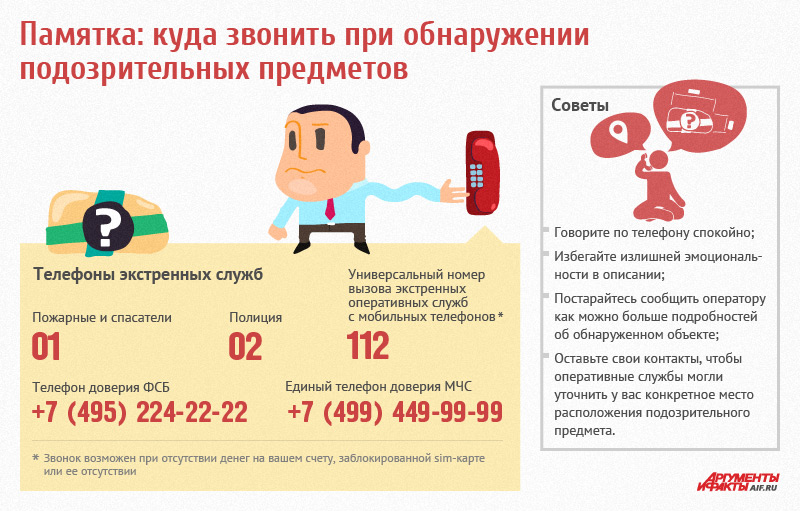 Памятка: куда звонить при обнаружении
подозрительных предметов
?
Телефоны экстренных служб
Пожарные и спасатели
01
Полиция
02
Универсальный номер
вызова экстренных
оперативных служб
с мобильных телефонов*
112
Телефон доверия ФСБ
+7 (495) 224-22-22
Единый телефон доверия МЧС
+7 (499) 449-99-99
* Звонок возможен при отсутствии денег на вашем счету, заблокированной sim-карте
или ее отсутствии
Советы
?
Говорите по телефону спокойно;
Избегайте излишней эмоциональ-
ности в описании;
Постарайтесь сообщить оператору
как можно больше подробностей
об обнаруженном объекте;
Оставьте свои контакты, чтобы
оперативные службы могли
уточнить у вас конкретное место
расположения подозрительного
предмета.
АРГУМЕНТЫ
И ФАКТЫ AIF.RU